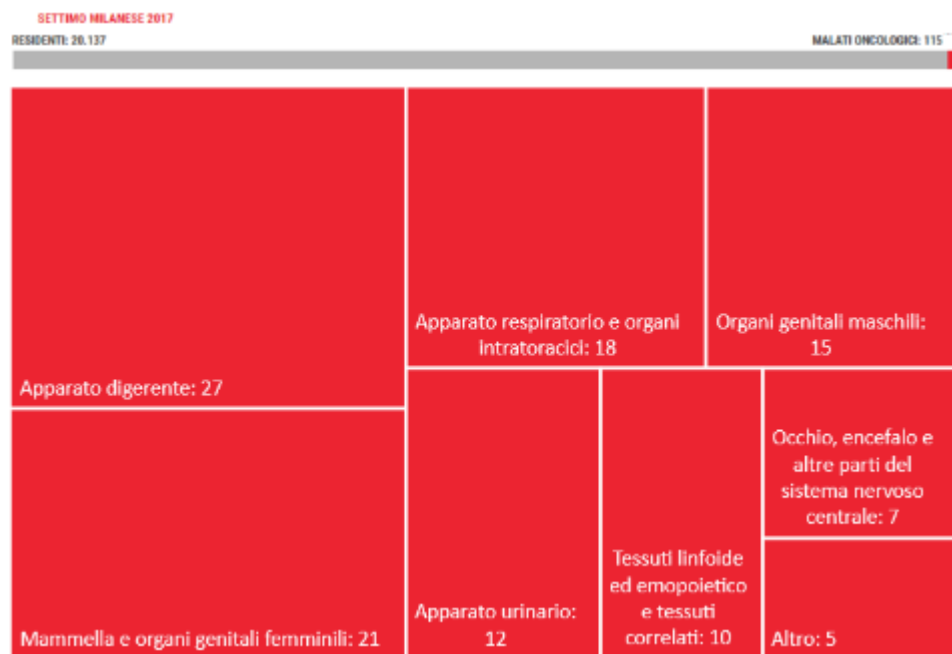 SETTIMO MILANESE 2017
RESIDENTI: 20.137
MALATI ONCOLOGICI: 115
Apparato respiratorio e organi
intratoracici: 18
Organi genitali maschili:
15
Apparato digerente: 27
Occhio, encefalo e
altre parti del
sistema nervoso
centrale: 7
Tessuti linfoide
ed emopoietico
e tessuti
correlati: 10
Apparato urinario:
12
Mammella e organi genitali femminili: 21
Altro: 5